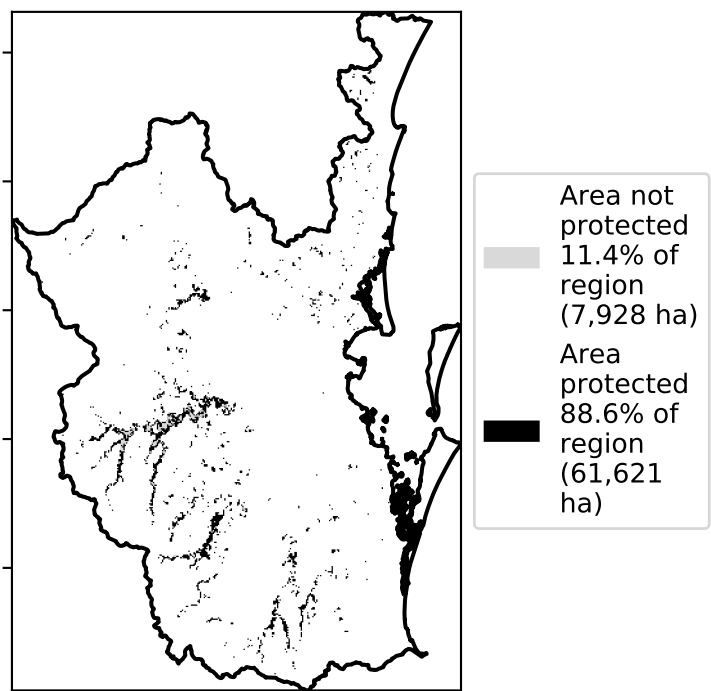 Area not
protected
11.4% of
region
(7,928 ha)
Area
protected
88.6% of
region
(61,621
ha)